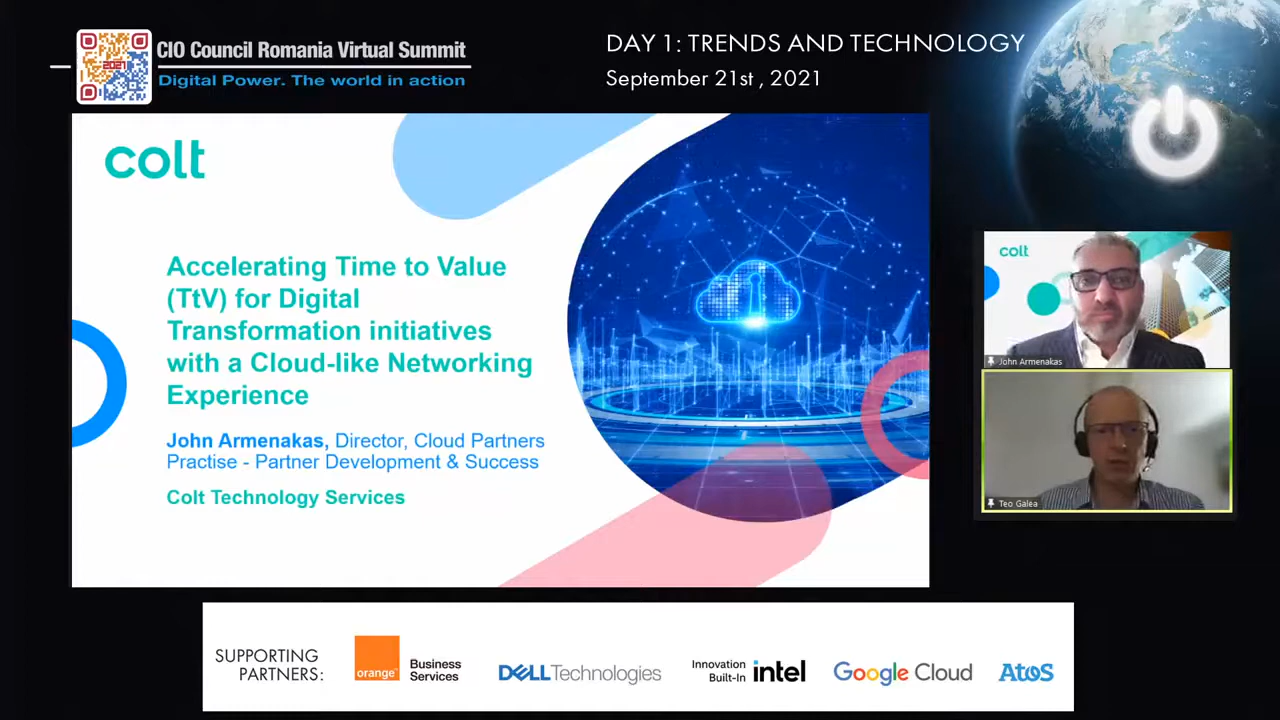 2021
CIO Council Romania Virtual Summit
Digital Power. The world in action
DAY 1: TRENDS AND TECHNOLOGY
September 21st , 2021
colt
Accelerating Time to Value
(TtV) for Digital
Transformation initiatives
with a Cloud-like Networking
Experience
John Armenakas, Director, Cloud Partners
Practise - Partner Development & Success
Colt Technology Services
colt
John Armenakas
Teo Galea
SUPPORTING
PARTNERS:
orange™
Business
Services
DELL Technologies
Innovation
Built-In
intel
Google Cloud
Atos